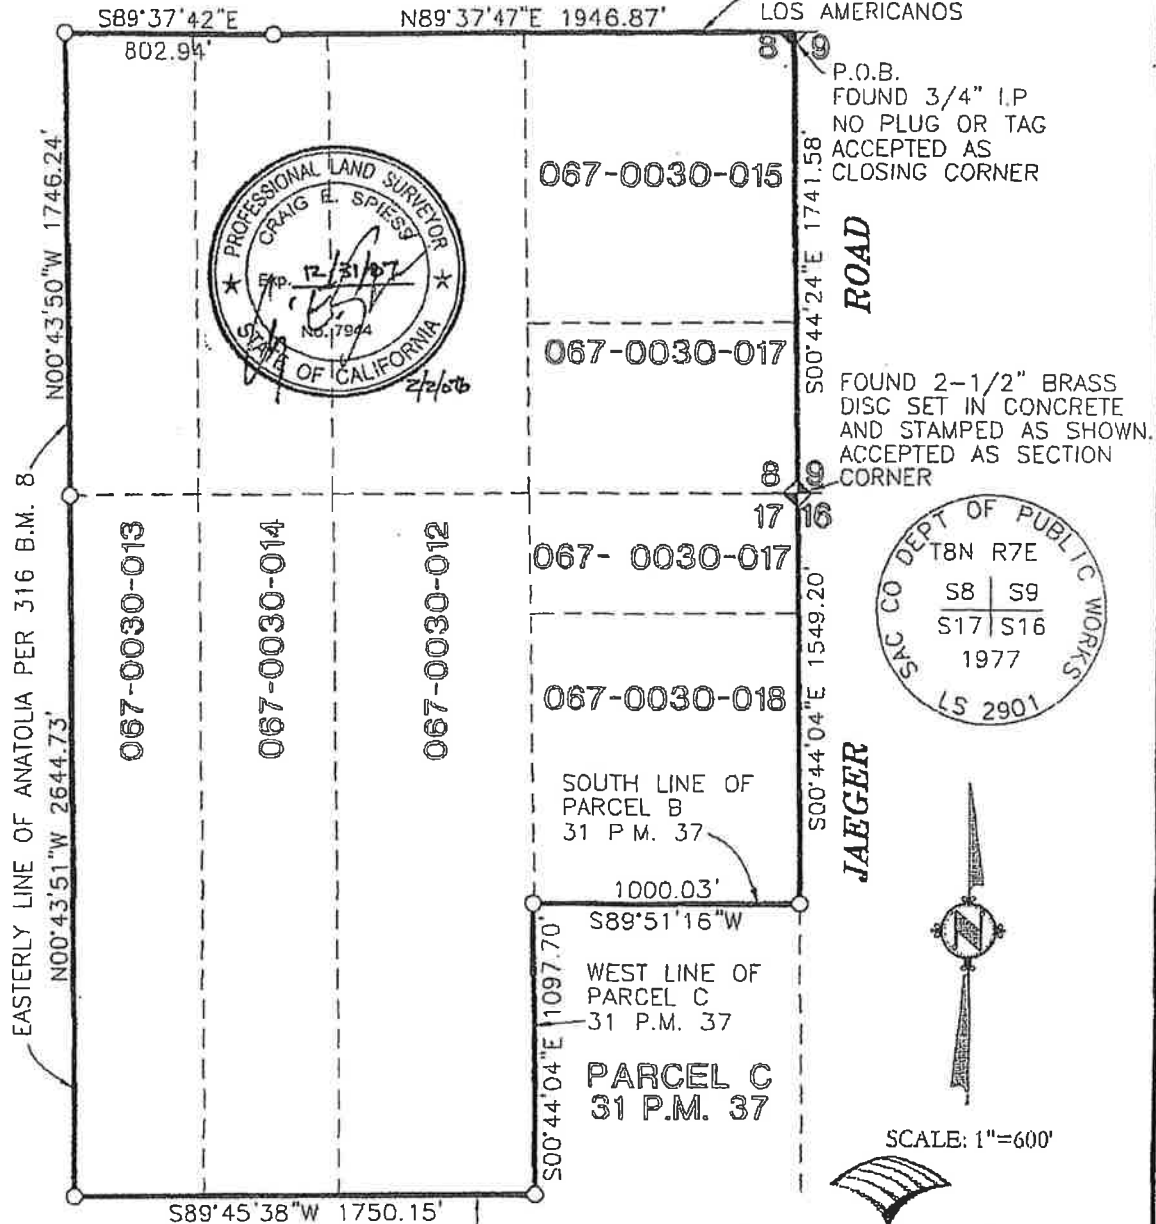 S89°37'42"E
N89°37'47"E 1946.87'
LOS AMERICANOS
802.94'
8 9
P.O.B.
FOUND 3/4" I.P
NO PLUG OR TAG
ACCEPTED AS
CLOSING CORNER
N00°43'50"W 1746.24'
067-0030-015
S00°44'24"E 1741.58'
ROAD
PROFESSIONAL LAND SURVEYOR
CRAIG E. SPIESS
Exp. 12/31/07
No. 7944
STATE OF CALIFORNIA
2/2/06
067-0030-017
FOUND 2-1/2" BRASS
DISC SET IN CONCRETE
AND STAMPED AS SHOWN.
ACCEPTED AS SECTION
CORNER
8 9
17 16
EASTERLY LINE OF ANATOLIA PER 316 B.M. 8
N00°43'51"W 2644.73'
067-0030-013
067-0030-014
067-0030-012
067- 0030-017
067-0030-018
S00°44'04"E 1549.20'
JAEGER
SAC CO DEPT OF PUBLIC WORKS
T8N R7E
S8 S9
S17 S16
1977
LS 2901
SOUTH LINE OF
PARCEL B
31 P M. 37
1000.03'
S89°51'16"W
S00°44'04"E 1097.70'
WEST LINE OF
PARCEL C
31 P.M. 37
PARCEL C
31 P.M. 37
N
SCALE: 1"=600'
S89°45'38"W 1750.15'